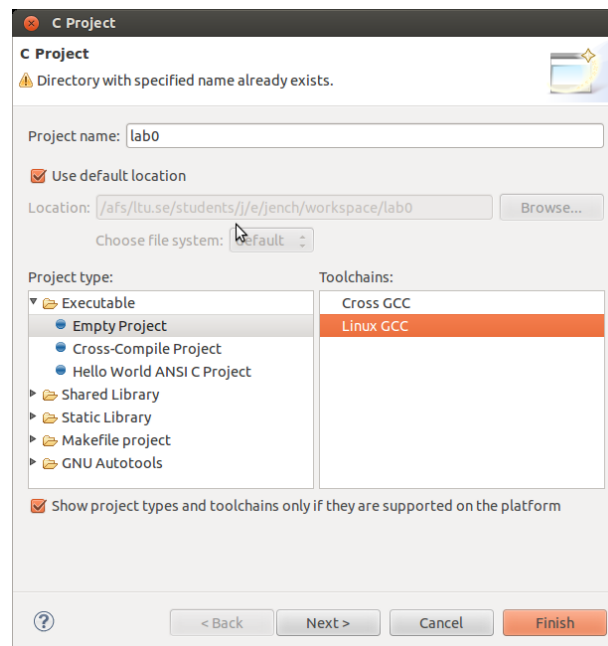 C Project
C Project
Directory with specified name already exists.
Project name: lab0
Use default location
Location: /afs/ltu.se/students/j/e/jench/workspace/lab0 Browse...
Choose file system: default
Project type: Toolchains:
Executable Cross GCC
Empty Project Linux GCC
Cross-Compile Project
Hello World ANSI C Project
Shared Library
Static Library
Makefile project
GNU Autotools
Show project types and toolchains only if they are supported on the platform
? < Back Next > Cancel Finish